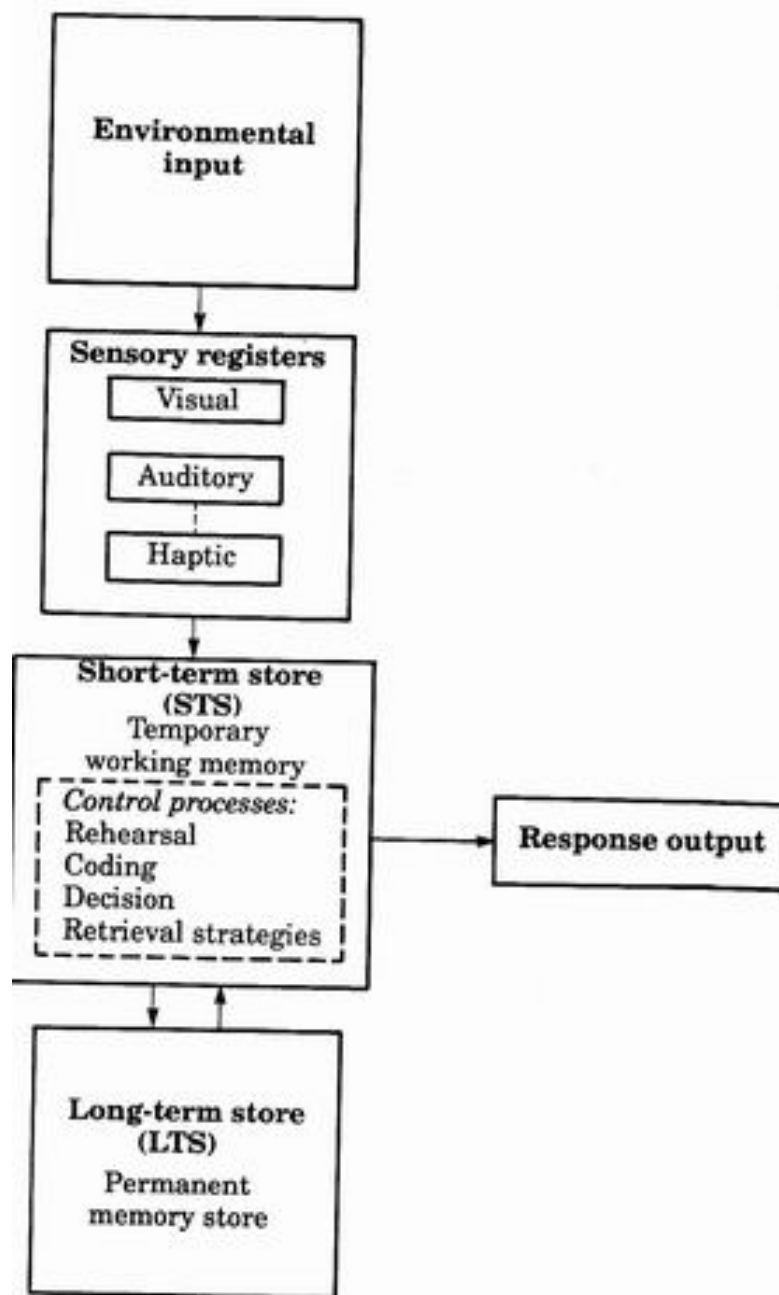 Environmental
input
Sensory registers
Visual
Auditory
Haptic
Short-term store
(STS)
Temporary
working memory
Control processes:
Rehearsal
Coding
Decision
Retrieval strategies
Response output
Long-term store
(LTS)
Permanent
memory store